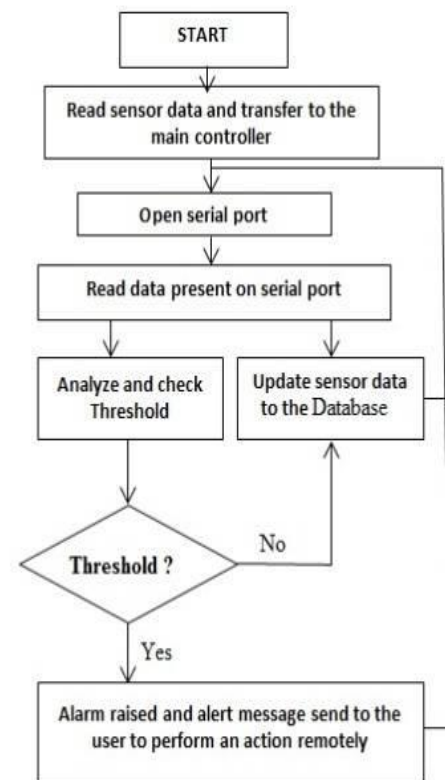 START
Read sensor data and transfer to the
main controller
Open serial port
Read data present on serial port
Analyze and check
Threshold
Update sensor data
to the Database
Threshold ?
No
Yes
Alarm raised and alert message send to the
user to perform an action remotely